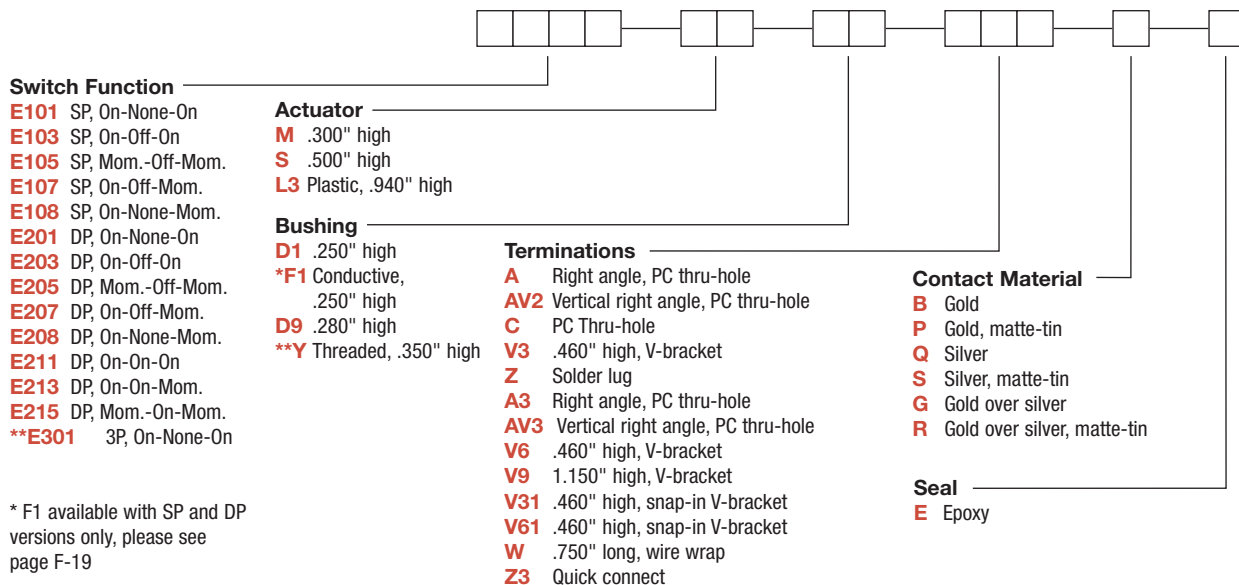 Switch Function
E101 SP, On-None-On
E103 SP, On-Off-On
E105 SP, Mom.-Off-Mom.
E107 SP, On-Off-Mom.
E108 SP, On-None-Mom.
E201 DP, On-None-On
E203 DP, On-Off-On
E205 DP, Mom.-Off-Mom.
E207 DP, On-Off-Mom.
E208 DP, On-None-Mom.
E211 DP, On-On-On
E213 DP, On-On-Mom.
E215 DP, Mom.-On-Mom.
**E301 3P, On-None-On
* F1 available with SP and DP
versions only, please see
page F-19
Actuator
M .300" high
S .500" high
L3 Plastic, .940" high
Bushing
D1 .250" high
*F1 Conductive,
.250" high
D9 .280" high
**Y Threaded, .350" high
Terminations
A Right angle, PC thru-hole
AV2 Vertical right angle, PC thru-hole
C PC Thru-hole
V3 .460" high, V-bracket
Z Solder lug
A3 Right angle, PC thru-hole
AV3 Vertical right angle, PC thru-hole
V6 .460" high, V-bracket
V9 1.150" high, V-bracket
V31 .460" high, snap-in V-bracket
V61 .460" high, snap-in V-bracket
W .750" long, wire wrap
Z3 Quick connect
Contact Material
B Gold
P Gold, matte-tin
Q Silver
S Silver, matte-tin
G Gold over silver
R Gold over silver, matte-tin
Seal
E Epoxy